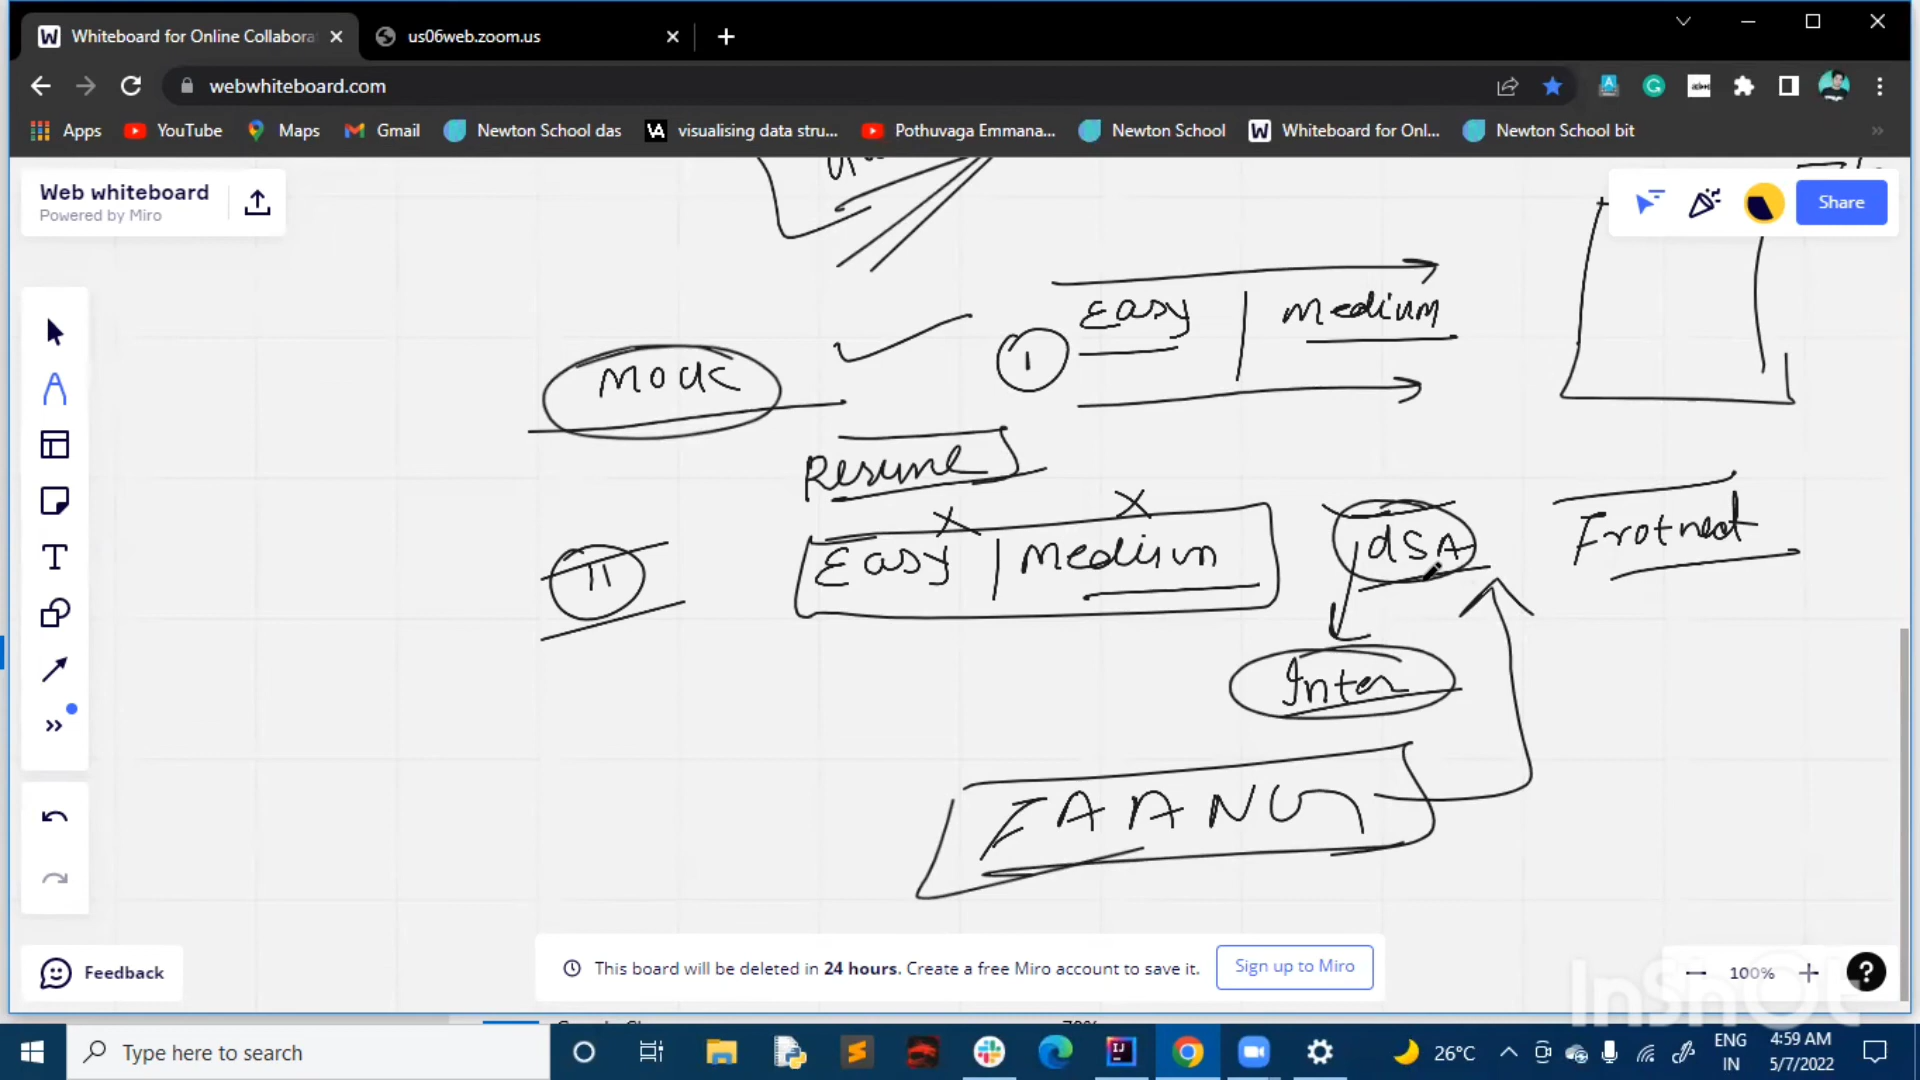 Whiteboard for Online Collabora
us06web.zoom.us
webwhiteboard.com
Apps YouTube Maps Gmail Newton School das visualising data stru... Pothuvaga Emmana... Newton School Whiteboard for Onl... Newton School bit
Web whiteboard
Powered by Miro
Share
Easy | Medium
1
Mock
Resume
II Easy | Medium dSA Frotned
Inter
FAANG
This board will be deleted in 24 hours. Create a free Miro account to save it. Sign up to Miro
Feedback
100%
InShot
Type here to search
26°C
ENG
IN
4:59 AM
5/7/2022